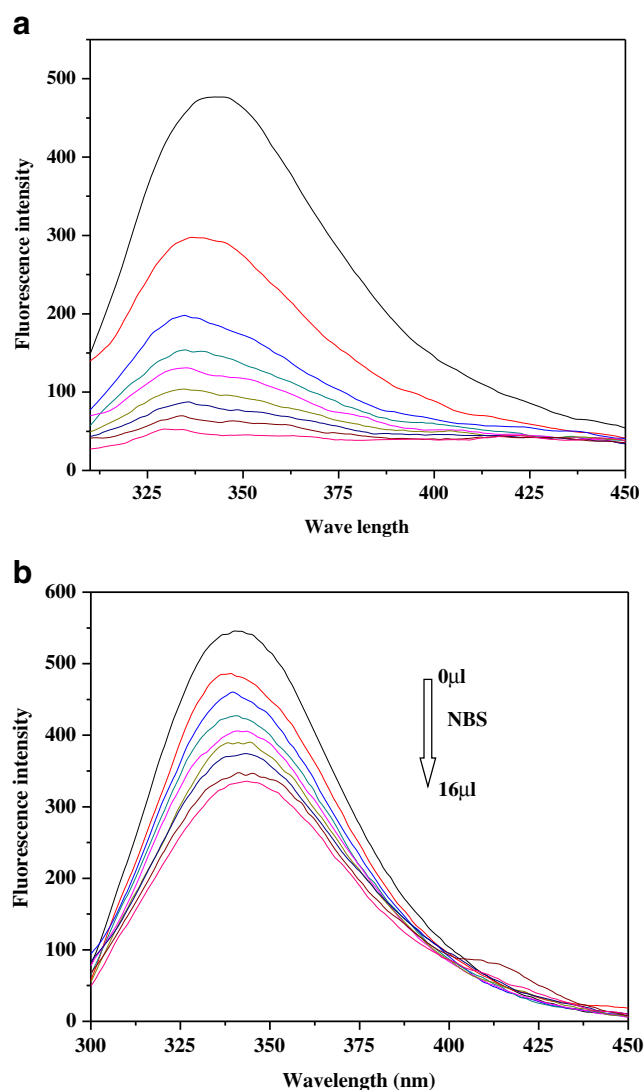 a
500
400
300
200
100
0
Fluorescence intensity
325 350 375 400 425 450
Wave length
b
600
500
400
300
200
100
0
Fluorescence intensity
0μl
NBS
16μl
300 325 350 375 400 425 450
Wavelength (nm)